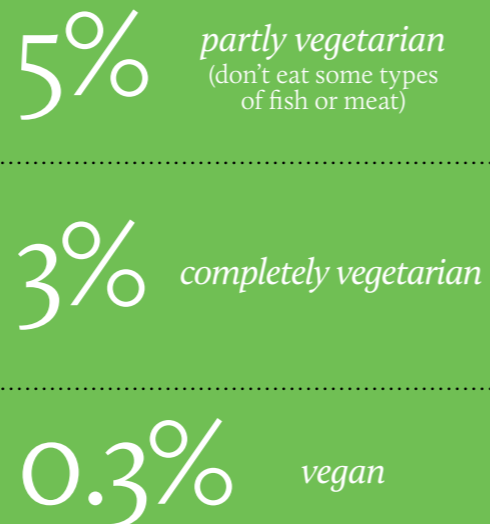 5% partly vegetarian
(don’t eat some types
of fish or meat)
3% completely vegetarian
0.3% vegan